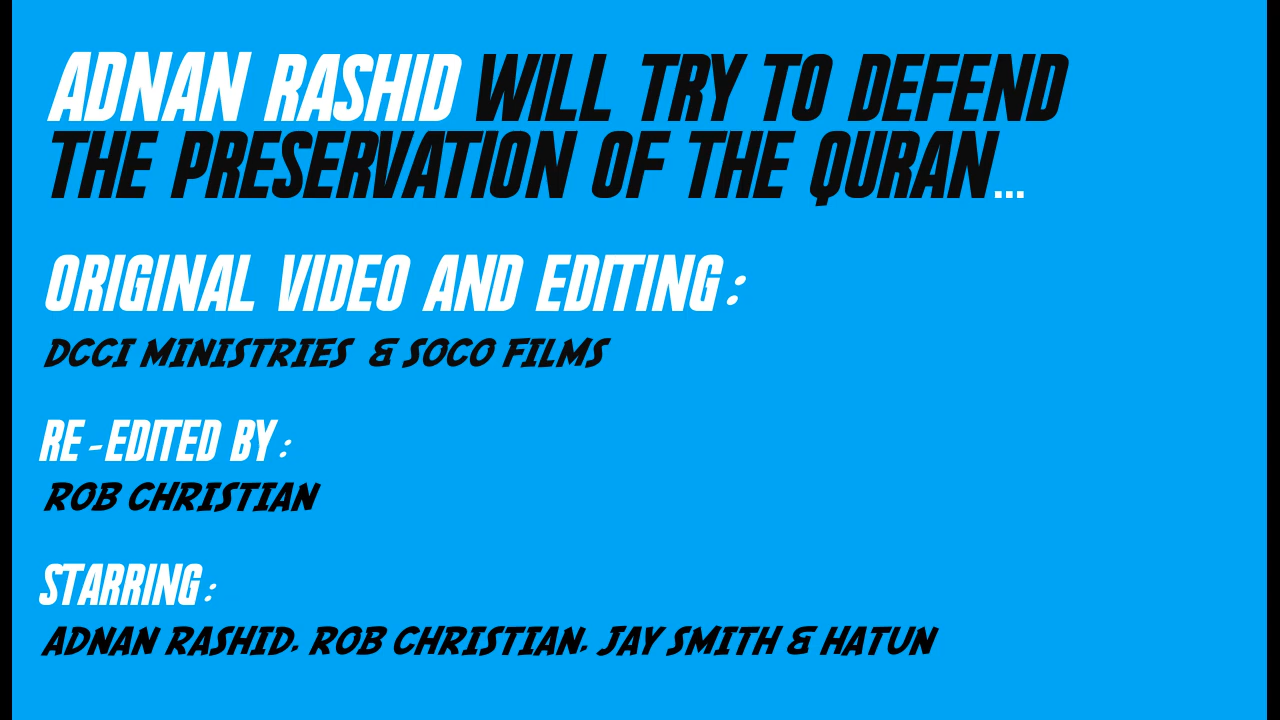 ADNAN RASHID WILL TRY TO DEFEND
THE PRESERVATION OF THE QURAN...
ORIGINAL VIDEO AND EDITING:
DCCI MINISTRIES & SOCO FILMS
RE-EDITED BY:
ROB CHRISTIAN
STARRING:
ADNAN RASHID. ROB CHRISTIAN. JAY SMITH & HATUN